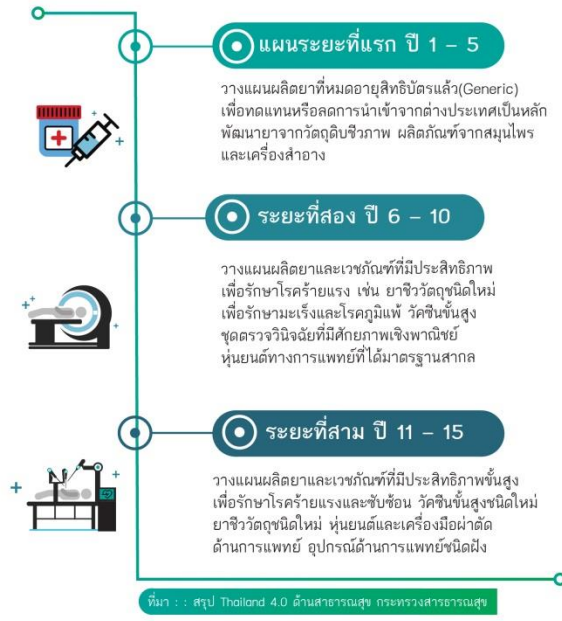 แผนระยะที่แรก ปี 1 – 5
วางแผนผลิตยาที่หมดอายุสิทธิบัตรแล้ว(Generic)
เพื่อทดแทนหรือลดการนำเข้าจากต่างประเทศเป็นหลัก
พัฒนายาจากวัตถุดิบชีวภาพ ผลิตภัณฑ์จากสมุนไพร
และเครื่องสำอาง
ระยะที่สอง ปี 6 – 10
วางแผนผลิตยาและเวชภัณฑ์ที่มีประสิทธิภาพ
เพื่อรักษาโรคร้ายแรง เช่น ยาชีววัตถุชนิดใหม่
เพื่อรักษามะเร็งและโรคภูมิแพ้ วัคซีนขั้นสูง
ชุดตรวจวินิจฉัยที่มีศักยภาพเชิงพาณิชย์
หุ่นยนต์ทางการแพทย์ที่ได้มาตรฐานสากล
ระยะที่สาม ปี 11 – 15
วางแผนผลิตยาและเวชภัณฑ์ที่มีประสิทธิภาพขั้นสูง
เพื่อรักษาโรคร้ายแรงและซับซ้อน วัคซีนขั้นสูงชนิดใหม่
ยาชีววัตถุชนิดใหม่ หุ่นยนต์และเครื่องมือผ่าตัด
ด้านการแพทย์ อุปกรณ์ด้านการแพทย์ชนิดฝัง
ที่มา : : สรุป Thailand 4.0 ด้านสาธารณสุข กระทรวงสารธารณสุข